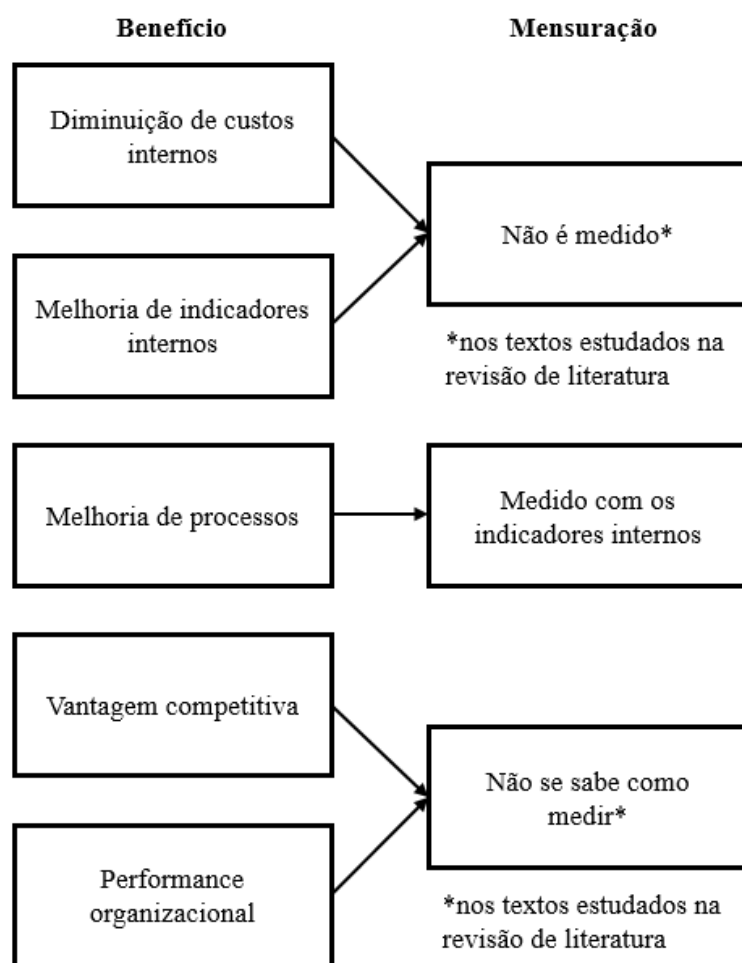 Benefício
Mensuração
Diminuição de custos
internos
Não é medido*
Melhoria de indicadores
internos
*nos textos estudados na
revisão de literatura
Melhoria de processos
Medido com os
indicadores internos
Vantagem competitiva
Não se sabe como
medir*
Performance
organizacional
*nos textos estudados na
revisão de literatura